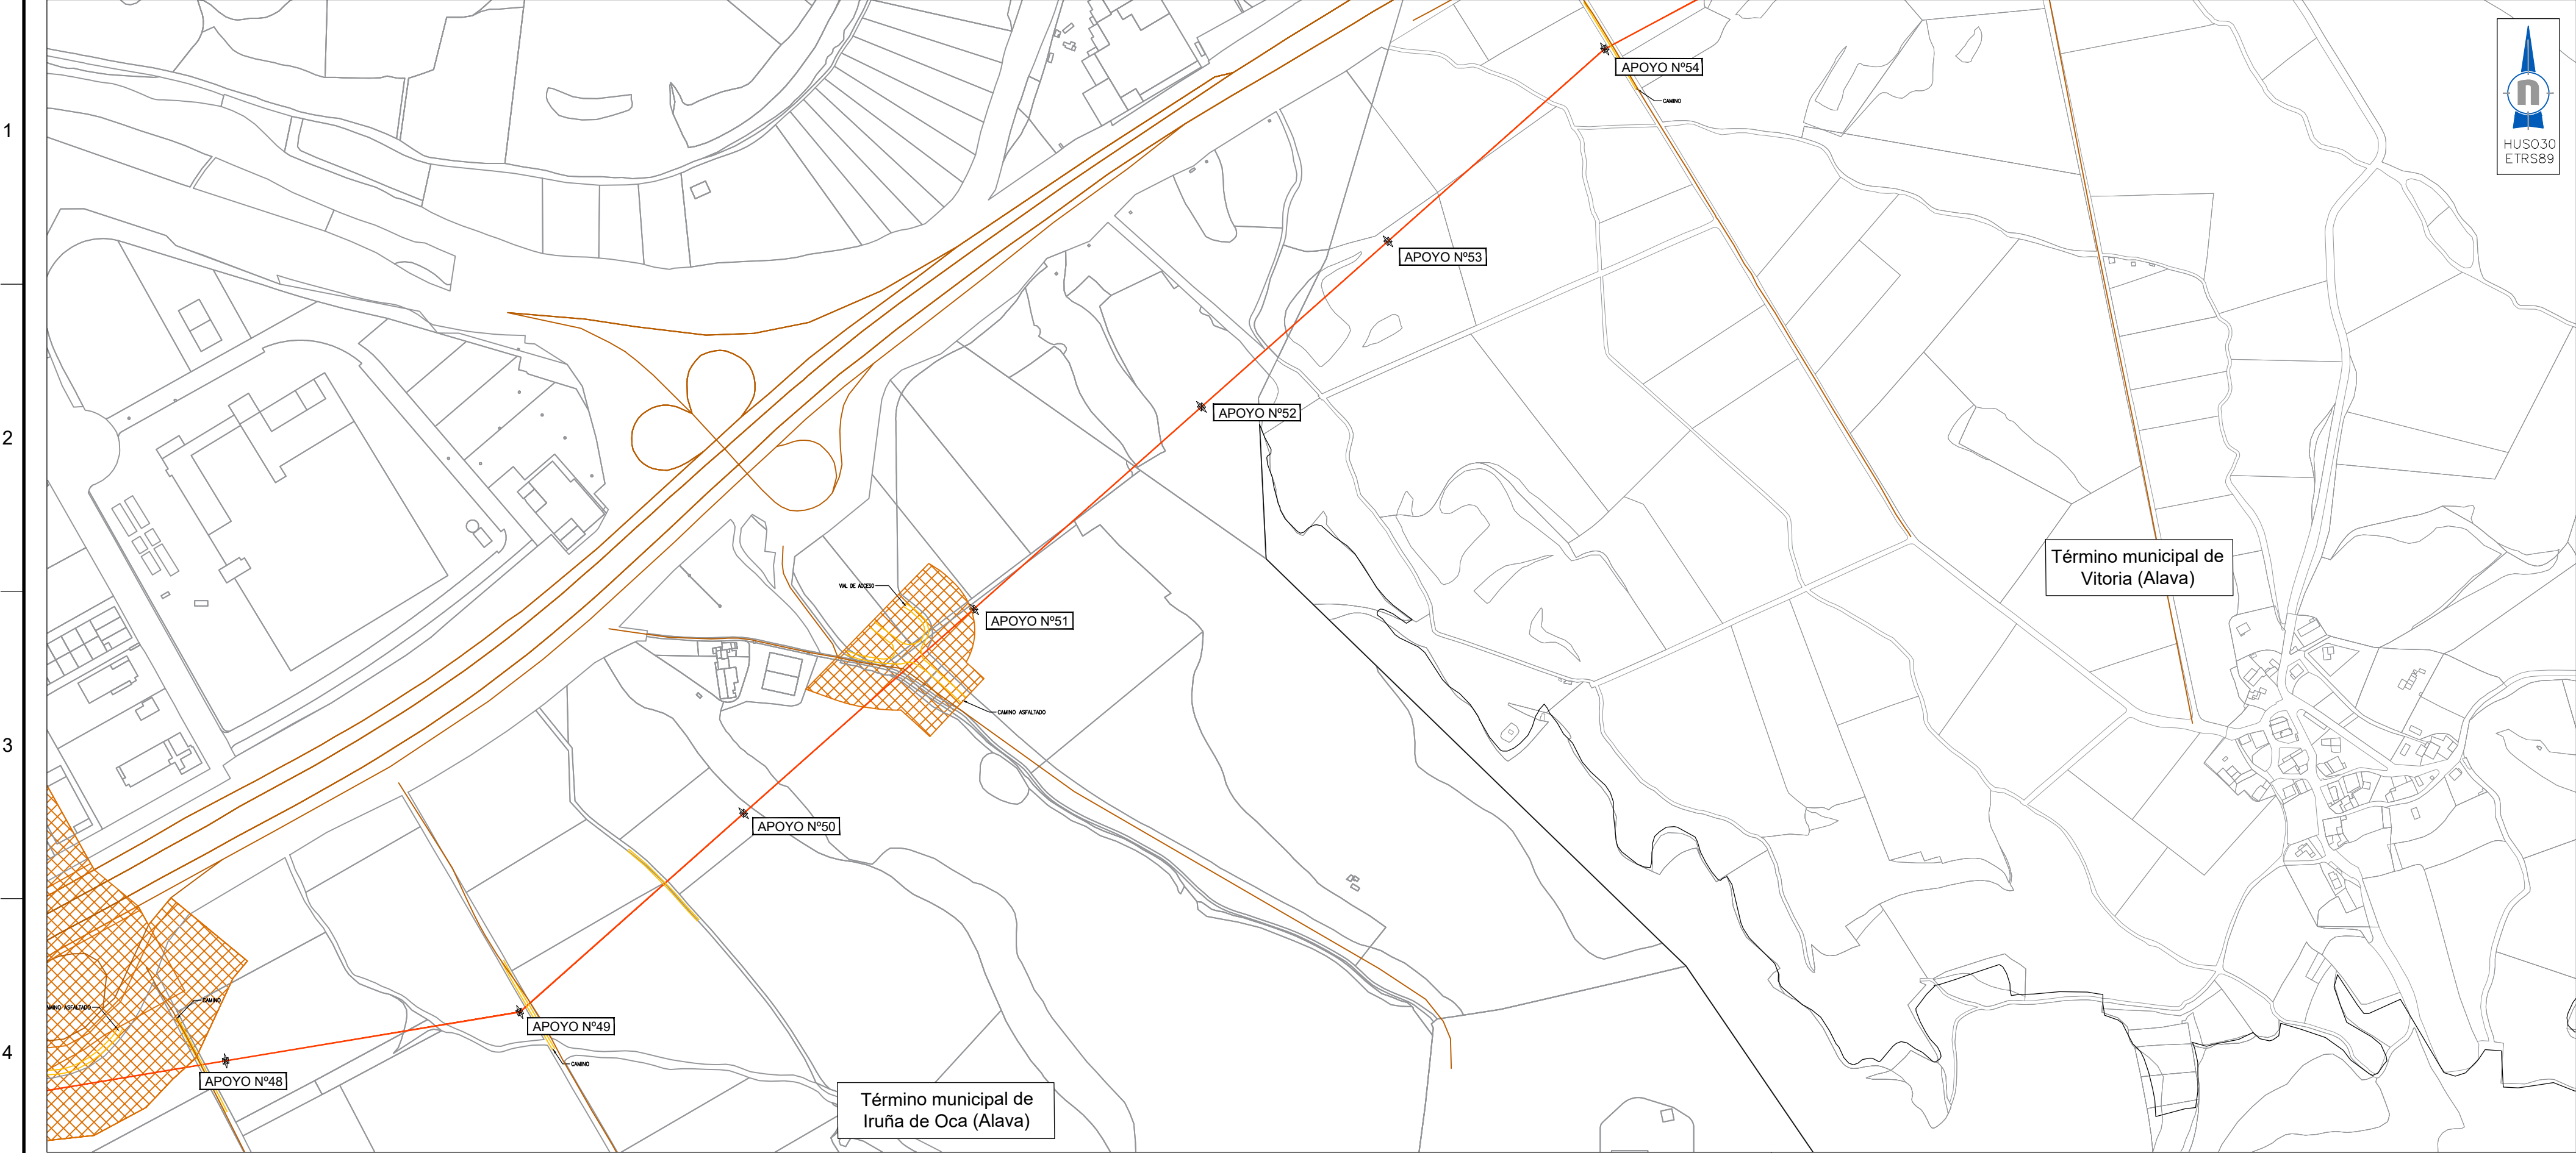 APOYO Nº54
CAMINO
n
HUSO30
ETRS89
1
APOYO Nº53
APOYO Nº52
2
Término municipal de
Vitoria (Alava)
VIAL DE ACCESO
APOYO Nº51
CAMINO ASFALTADO
3
APOYO Nº50
CAMINO
ASFALTADO
APOYO Nº49
4
CAMINO
APOYO Nº48
Término municipal de
Iruña de Oca (Alava)